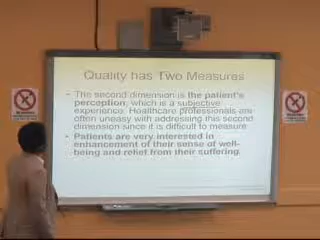 Quality has Two Measures
• The second dimension is the patient's
perception, which is a subjective
experience. Healthcare professionals are
often uneasy with addressing this second
dimension since it is difficult to measure
• Patients are very interested in
enhancement of their sense of well-
being and relief from their suffering.